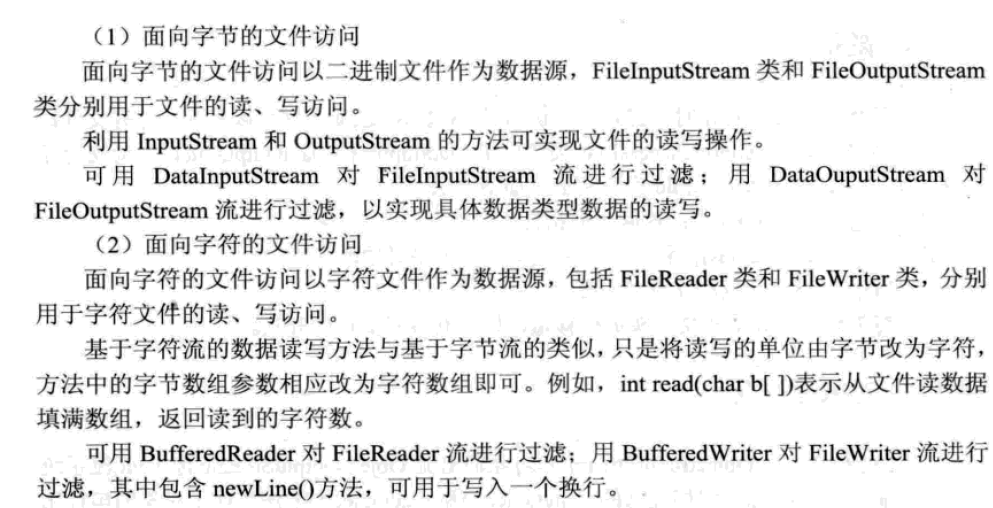 （1）面向字节的文件访问
面向字节的文件访问以二进制文件作为数据源，FileInputStream 类和 FileOutputStream
类分别用于文件的读、写访问。
利用 InputStream 和 OutputStream 的方法可实现文件的读写操作。
可用 DataInputStream 对 FileInputStream 流进行过滤；用 DataOuputStream 对
FileOutputStream 流进行过滤，以实现具体数据类型数据的读写。
（2）面向字符的文件访问
面向字符的文件访问以字符文件作为数据源，包括 FileReader 类和 FileWriter 类，分别
用于字符文件的读、写访问。
基于字符流的数据读写方法与基于字节流的类似，只是将读写的单位由字节改为字符，
方法中的字节数组参数相应改为字符数组即可。例如，int read(char b[ ])表示从文件读数据
填满数组，返回读到的字符数。
可用 BufferedReader 对 FileReader 流进行过滤；用 BufferedWriter 对 FileWriter 流进行
过滤，其中包含 newLine()方法，可用于写入一个换行。